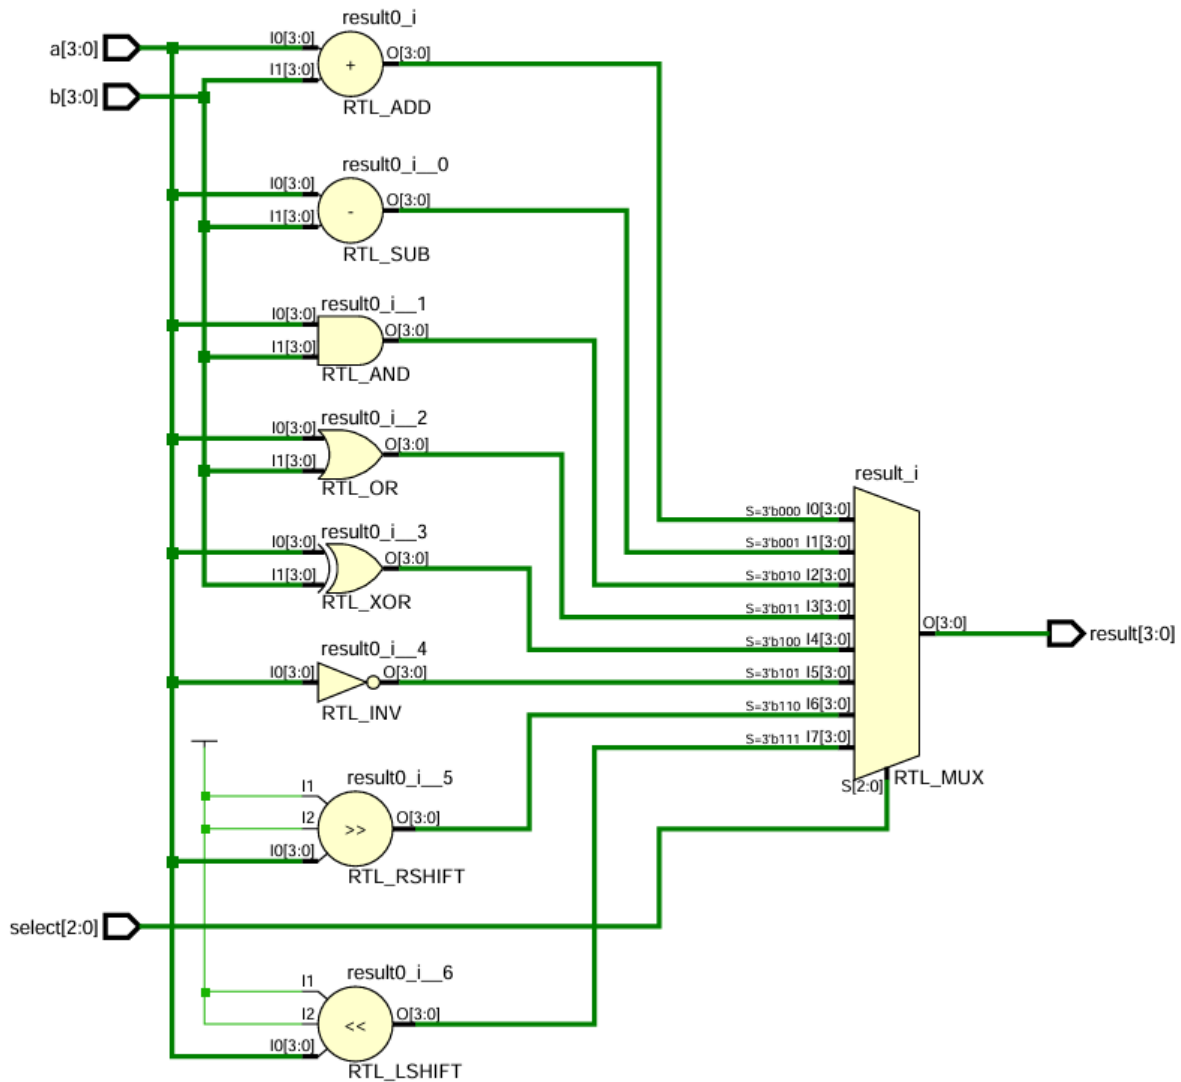 result0_i
a[3:0]
I0[3:0]
O[3:0]
+
I1[3:0]
b[3:0]
RTL_ADD
result0_i__0
I0[3:0]
O[3:0]
-
I1[3:0]
RTL_SUB
result0_i__1
I0[3:0]
O[3:0]
I1[3:0]
RTL_AND
result0_i__2
I0[3:0]
O[3:0]
I1[3:0]
RTL_OR
result0_i__3
I0[3:0]
O[3:0]
I1[3:0]
RTL_XOR
result0_i__4
I0[3:0]
O[3:0]
RTL_INV
result0_i__5
I1
I2
O[3:0]
>>
I0[3:0]
RTL_RSHIFT
select[2:0]
result0_i__6
I1
I2
O[3:0]
<<
I0[3:0]
RTL_LSHIFT
result_i
S=3'b000 I0[3:0]
S=3'b001 I1[3:0]
S=3'b010 I2[3:0]
S=3'b011 I3[3:0]
S=3'b100 I4[3:0]
S=3'b101 I5[3:0]
S=3'b110 I6[3:0]
S=3'b111 I7[3:0]
O[3:0]
result[3:0]
S[2:0]
RTL_MUX